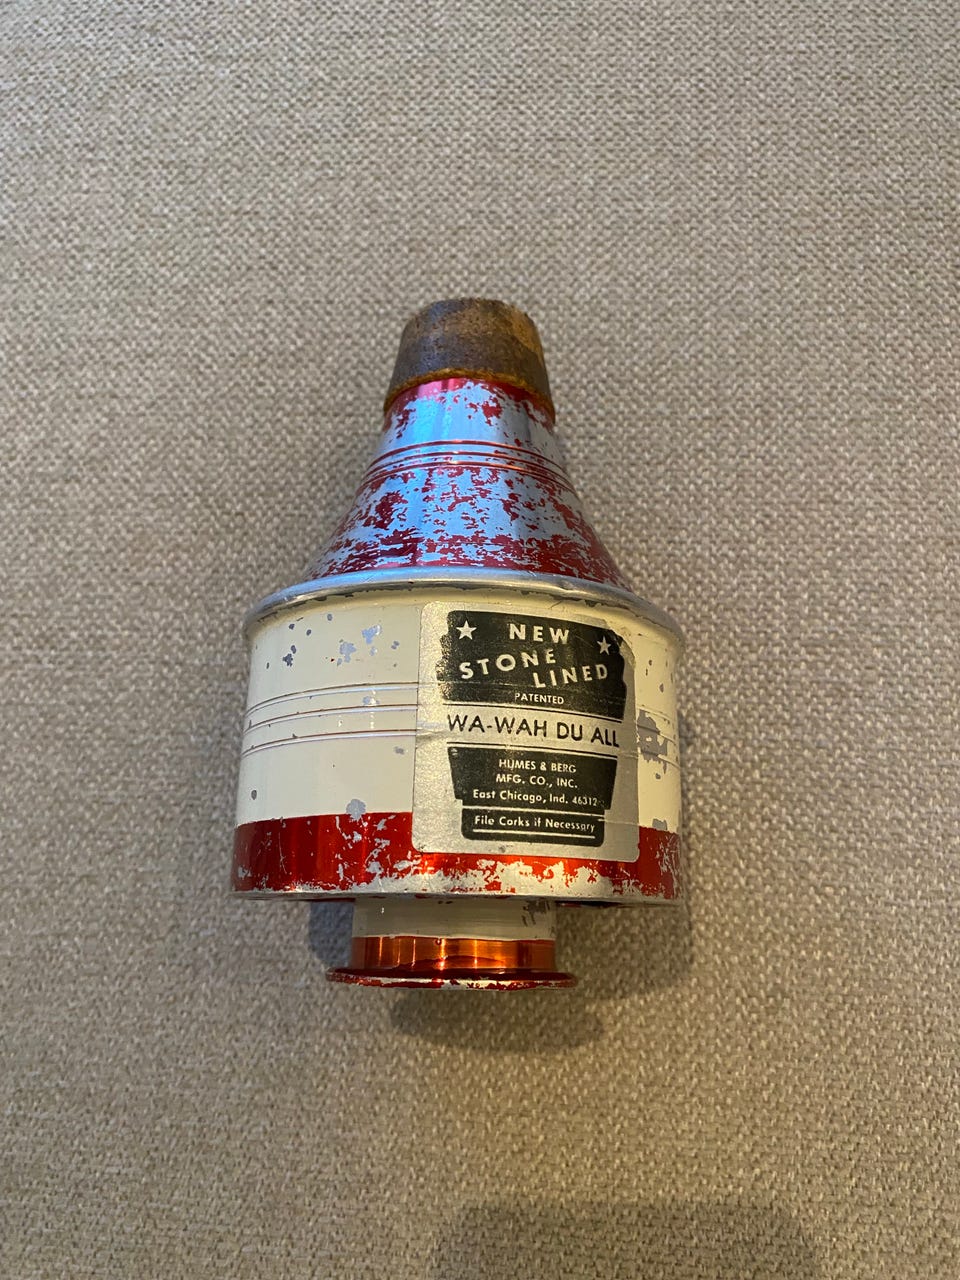 NEW
STONE
LINED
PATENTED
WA-WAH DU ALL
HUMES & BERG
MFG. CO., INC.
East Chicago, Ind. 46312
File Corks if Necessary